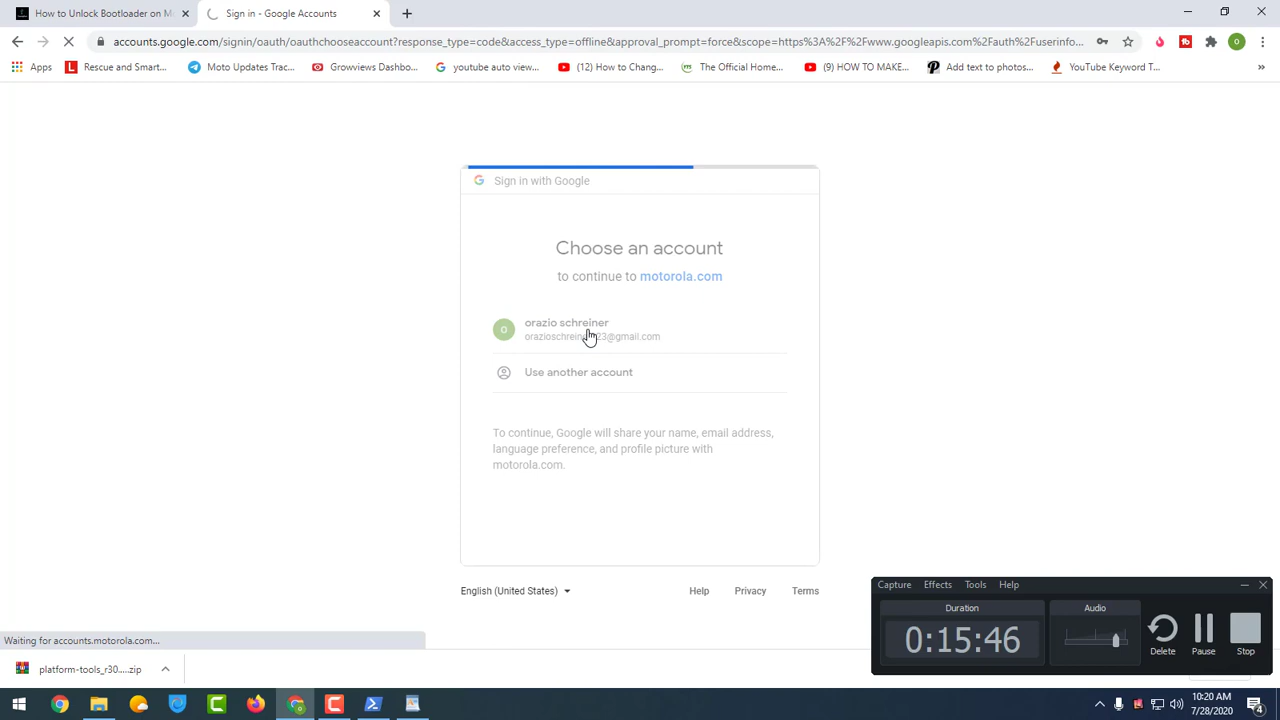 How to Unlock Bootloader on M
Sign in - Google Accounts
accounts.google.com/signin/oauth/oauthchooseaccount?response_type=code&access_type=offline&approval_prompt=force&scope=https%3A%2F%2Fwww.googleapis.com%2Fauth%2Fuserinfo...
O
Apps
Rescue and Smart...
Moto Updates Trac...
Growviews Dashbo...
youtube auto view...
(12) How to Chang...
The Official Home...
(9) HOW TO MAKE...
Add text to photos...
YouTube Keyword T...
»
Sign in with Google
Choose an account
to continue to motorola.com
O
orazio schreiner
23@gmail.com
Use another account
To continue, Google will share your name, email address,
language preference, and profile picture with
motorola.com.
English (United States)
Help Privacy Terms
Capture Effects Tools Help
Duration
Audio
0:15:46
Delete
Pause
Stop
Waiting for accounts.motorola.com...
platform-tools_r30....zip
10:20 AM
7/28/2020
4